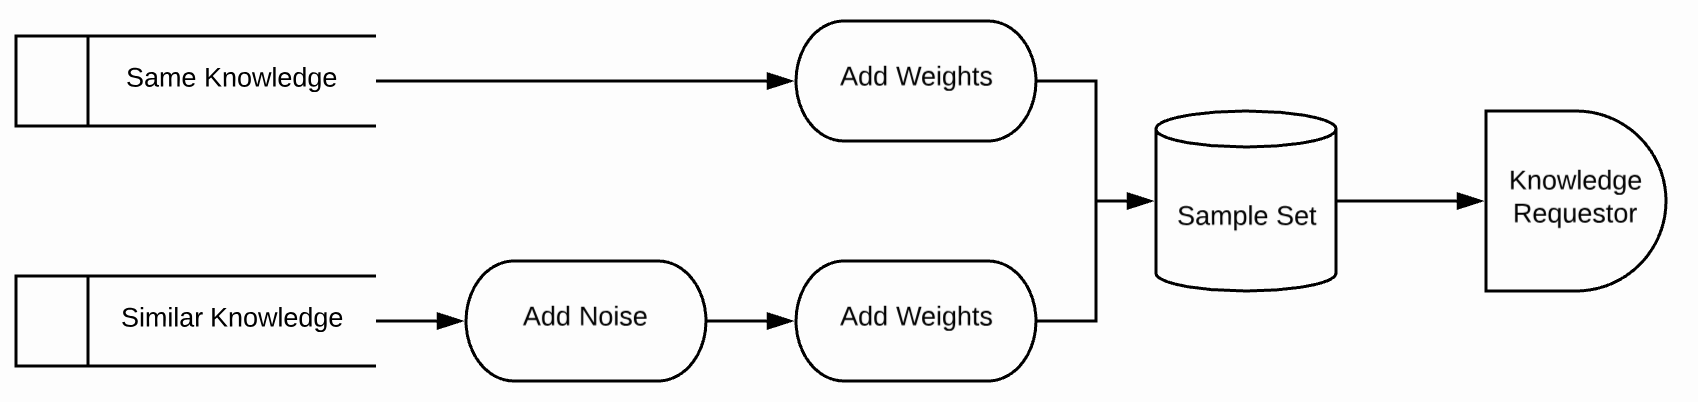 Same Knowledge
Add Weights
Knowledge
Requestor
Sample Set
Similar Knowledge
Add Noise
Add Weights